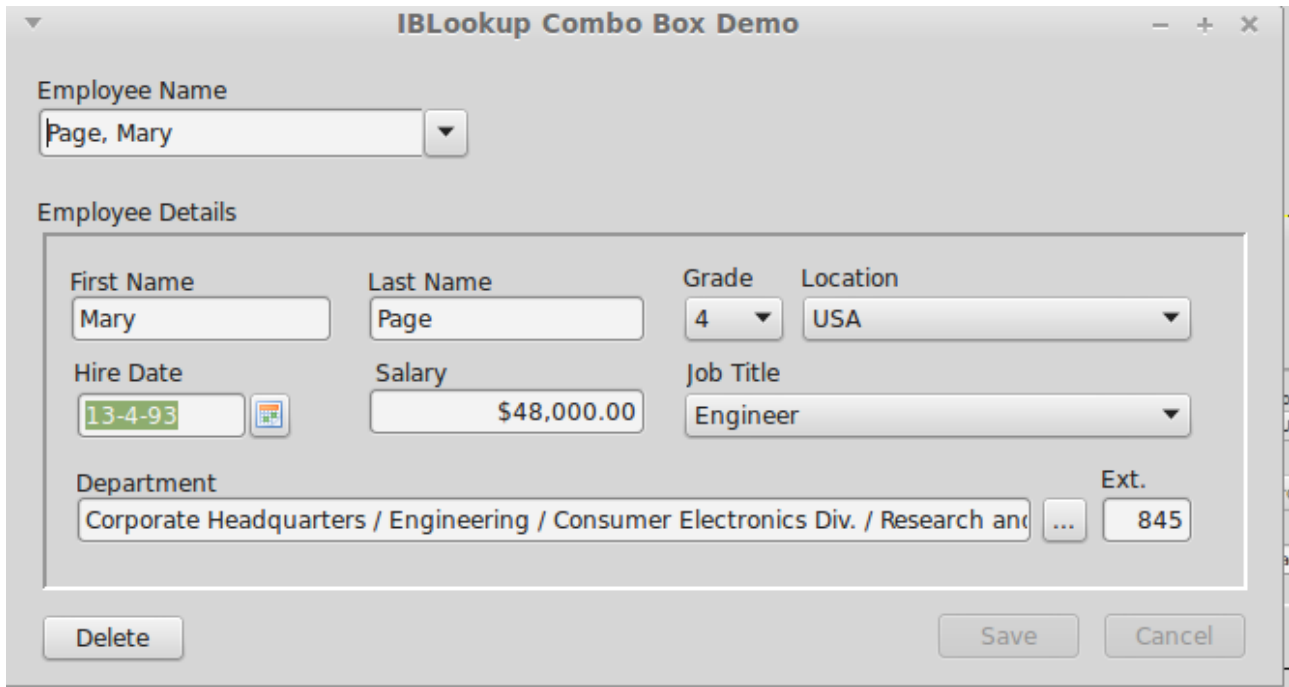 IBLookup Combo Box Demo
Employee Name
Page, Mary
Employee Details
First Name Last Name Grade Location
Mary Page 4 USA
Hire Date Salary Job Title
13-4-93 $48,000.00 Engineer
Department Ext.
Corporate Headquarters / Engineering / Consumer Electronics Div. / Research and ... 845
Delete Save Cancel